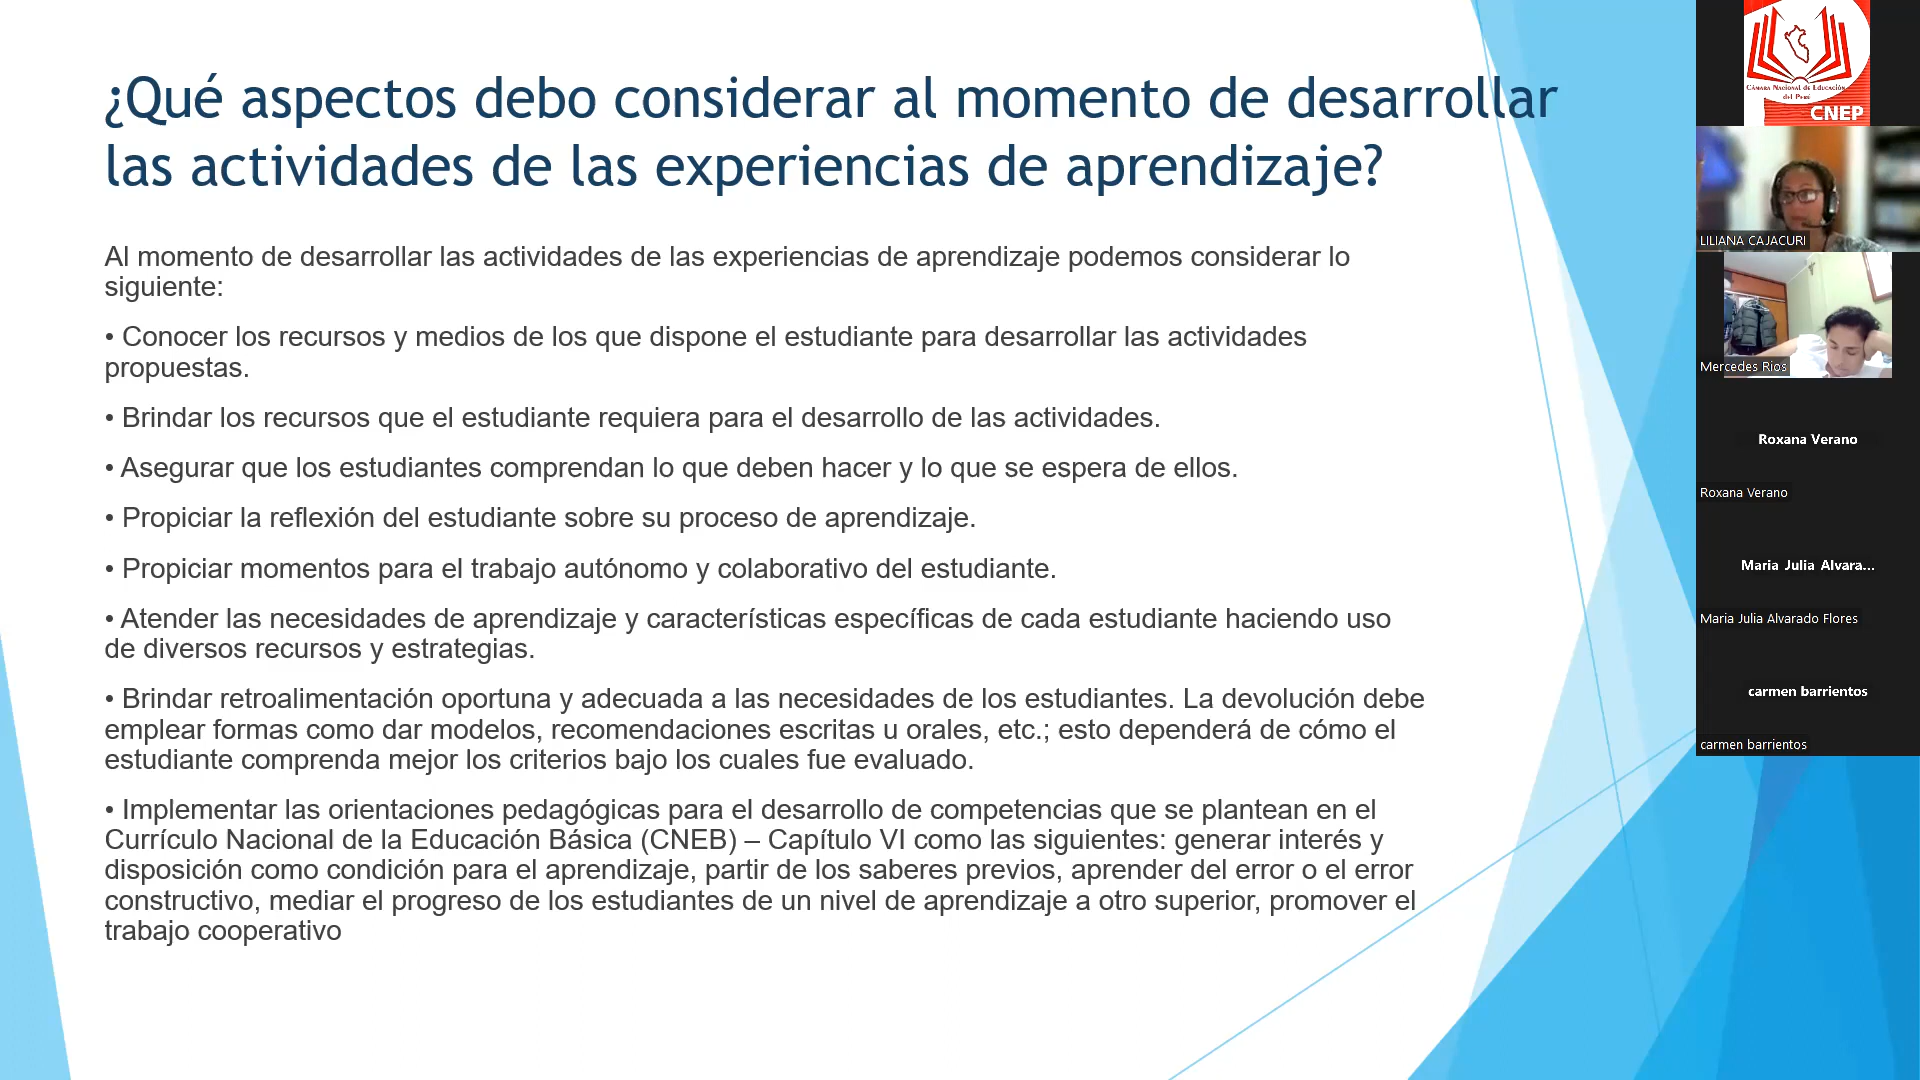 ¿Qué aspectos debo considerar al momento de desarrollar
las actividades de las experiencias de aprendizaje?
Al momento de desarrollar las actividades de las experiencias de aprendizaje podemos considerar lo
siguiente:
• Conocer los recursos y medios de los que dispone el estudiante para desarrollar las actividades
propuestas.
• Brindar los recursos que el estudiante requiera para el desarrollo de las actividades.
• Asegurar que los estudiantes comprendan lo que deben hacer y lo que se espera de ellos.
• Propiciar la reflexión del estudiante sobre su proceso de aprendizaje.
• Propiciar momentos para el trabajo autónomo y colaborativo del estudiante.
• Atender las necesidades de aprendizaje y características específicas de cada estudiante haciendo uso
de diversos recursos y estrategias.
• Brindar retroalimentación oportuna y adecuada a las necesidades de los estudiantes. La devolución debe
emplear formas como dar modelos, recomendaciones escritas u orales, etc.; esto dependerá de cómo el
estudiante comprenda mejor los criterios bajo los cuales fue evaluado.
• Implementar las orientaciones pedagógicas para el desarrollo de competencias que se plantean en el
Currículo Nacional de la Educación Básica (CNEB) – Capítulo VI como las siguientes: generar interés y
disposición como condición para el aprendizaje, partir de los saberes previos, aprender del error o el error
constructivo, mediar el progreso de los estudiantes de un nivel de aprendizaje a otro superior, promover el
trabajo cooperativo
Cámara Nacional de Educación
del Perú
CNEP
LILIANA CAJACURI
Mercedes Rios
Roxana Verano
Roxana Verano
Maria Julia Alvara...
Maria Julia Alvarado Flores
carmen barrientos
carmen barrientos